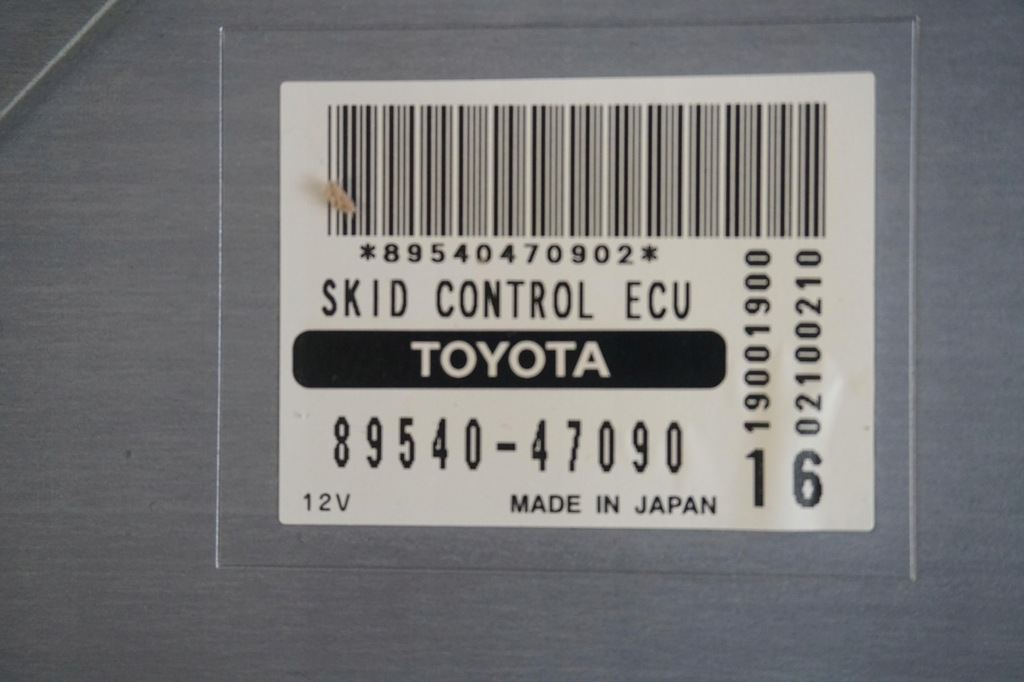 *89540470902*
SKID CONTROL ECU
TOYOTA
89540-47090
12V MADE IN JAPAN
19001900
02100210
16